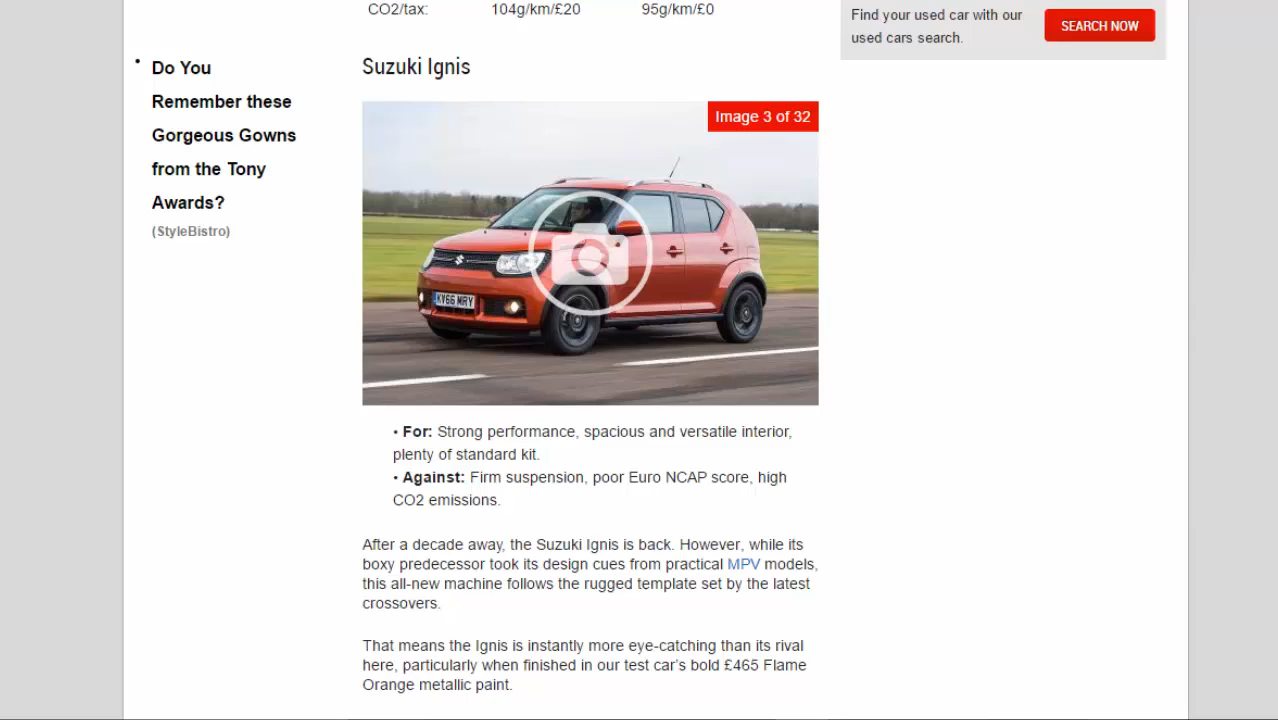 CO2/tax: 104g/km/£20 95g/km/£0
Find your used car with our
used cars search.
SEARCH NOW
• Do You
Remember these
Gorgeous Gowns
from the Tony
Awards?
(StyleBistro)
Suzuki Ignis
Image 3 of 32
KV66 MRY
• For: Strong performance, spacious and versatile interior,
plenty of standard kit.
• Against: Firm suspension, poor Euro NCAP score, high
CO2 emissions.
After a decade away, the Suzuki Ignis is back. However, while its
boxy predecessor took its design cues from practical MPV models,
this all-new machine follows the rugged template set by the latest
crossovers.
That means the Ignis is instantly more eye-catching than its rival
here, particularly when finished in our test car's bold £465 Flame
Orange metallic paint.